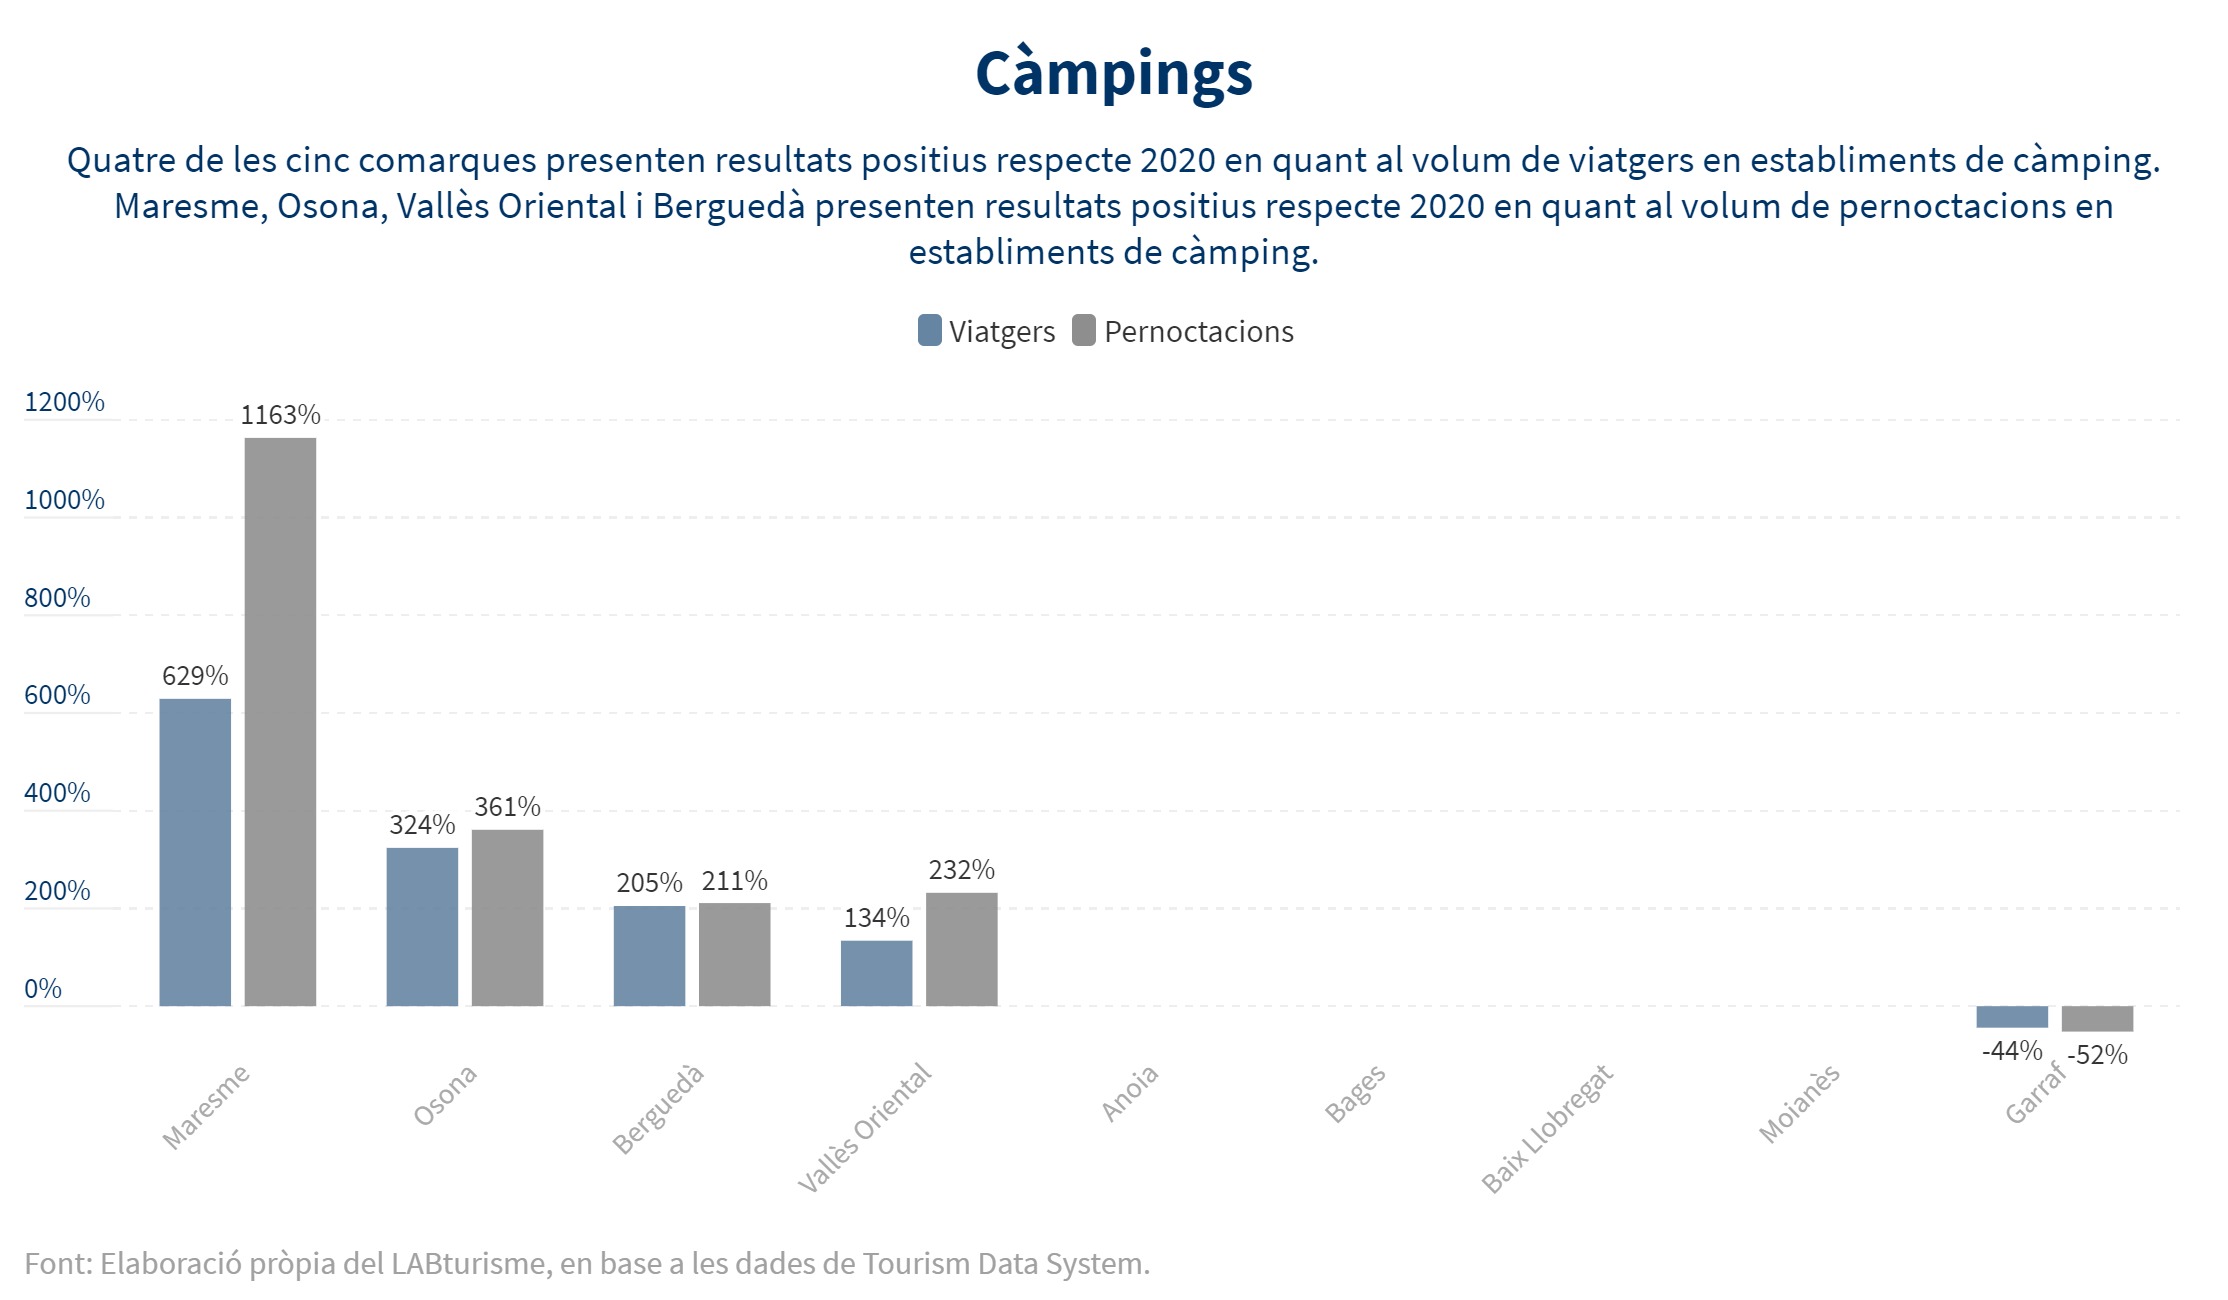 Càmpings
Quatre de les cinc comarques presenten resultats positius respecte 2020 en quant al volum de viatgers en establiments de càmping.
Maresme, Osona, Vallès Oriental i Berguedà presenten resultats positius respecte 2020 en quant al volum de pernoctacions en
establiments de càmping.
Viatgers Pernoctacions
1200%
1000%
800%
600%
400%
200%
0%
629%
1163%
324%
361%
205%
211%
134%
232%
-44%
-52%
Maresme
Osona
Berguedà
Vallès Oriental
Anoia
Bages
Baix Llobregat
Moianès
Garraf
Font: Elaboració pròpia del LABturisme, en base a les dades de Tourism Data System.